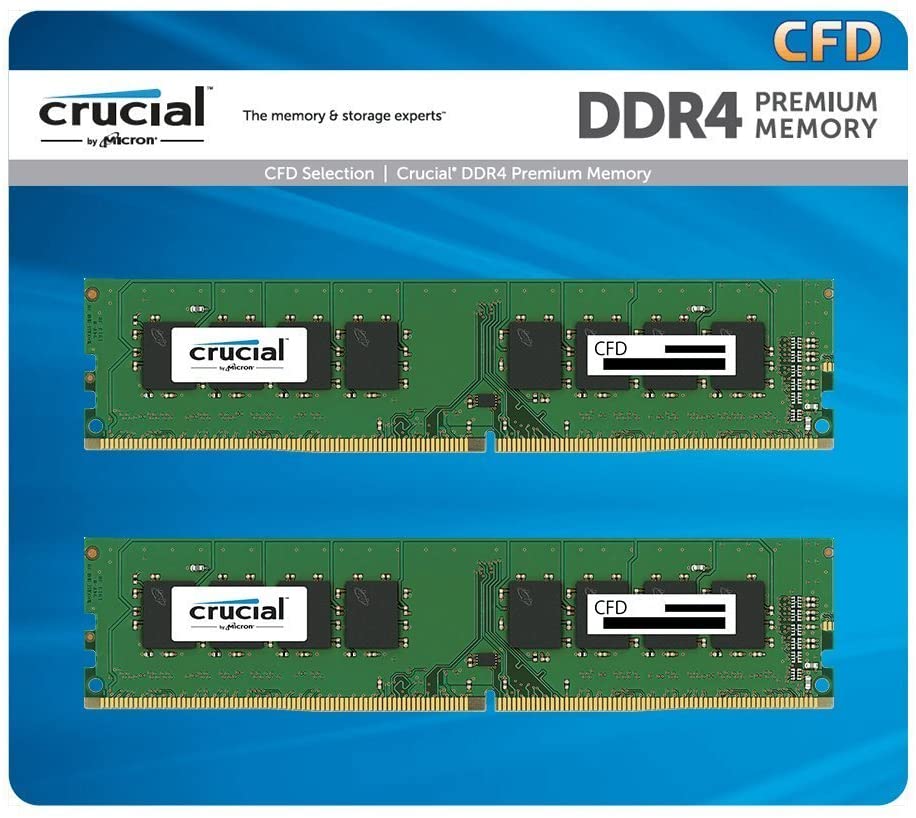 CFD
crucial™
by Micron®
The memory & storage experts™
DDR4 PREMIUM
MEMORY
CFD Selection | Crucial® DDR4 Premium Memory
crucial
by Micron
CFD
crucial
by Micron
CFD